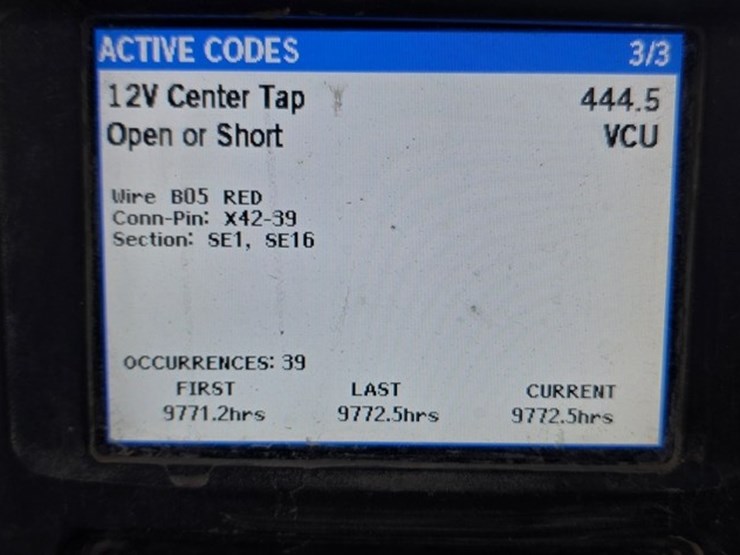 ACTIVE CODES 3/3
12V Center Tap 444.5
Open or Short VCU
Wire B05 RED
Conn-Pin: X42-39
Section: SE1, SE16
OCCURRENCES: 39
FIRST LAST CURRENT
9771.2hrs 9772.5hrs 9772.5hrs